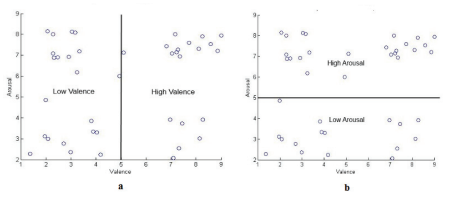 Arousal
9
8
7
6
5
4
3
2
Low Valence
High Valence
1 2 3 4 5 6 7 8 9
Valence
a
Arousal
9
8
7
6
5
4
3
2
High Arousal
Low Arousal
1 2 3 4 5 6 7 8 9
Valence
b